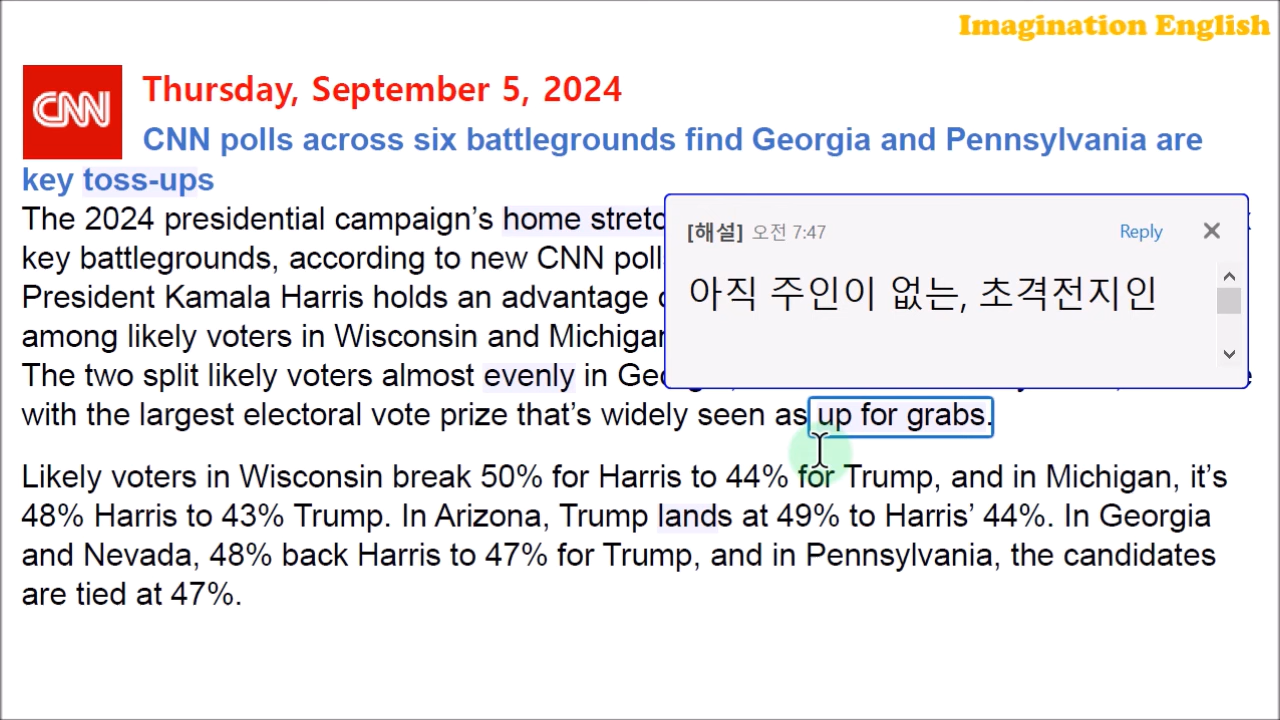 Imagination English
CNN
Thursday, September 5, 2024
CNN polls across six battlegrounds find Georgia and Pennsylvania are
key toss-ups
The 2024 presidential campaign's home
key battlegrounds, according to new CNN
President Kamala Harris holds an advantage
among likely voters in Wisconsin and
The two split likely voters almost evenly in
with the largest electoral vote prize that's widely seen as up for grabs.
[해설] 오전 7:47 Reply
아직 주인이 없는, 초격전지인
Likely voters in Wisconsin break 50% for Harris to 44% for Trump, and in Michigan, it's
48% Harris to 43% Trump. In Arizona, Trump lands at 49% to Harris' 44%. In Georgia
and Nevada, 48% back Harris to 47% for Trump, and in Pennsylvania, the candidates
are tied at 47%.